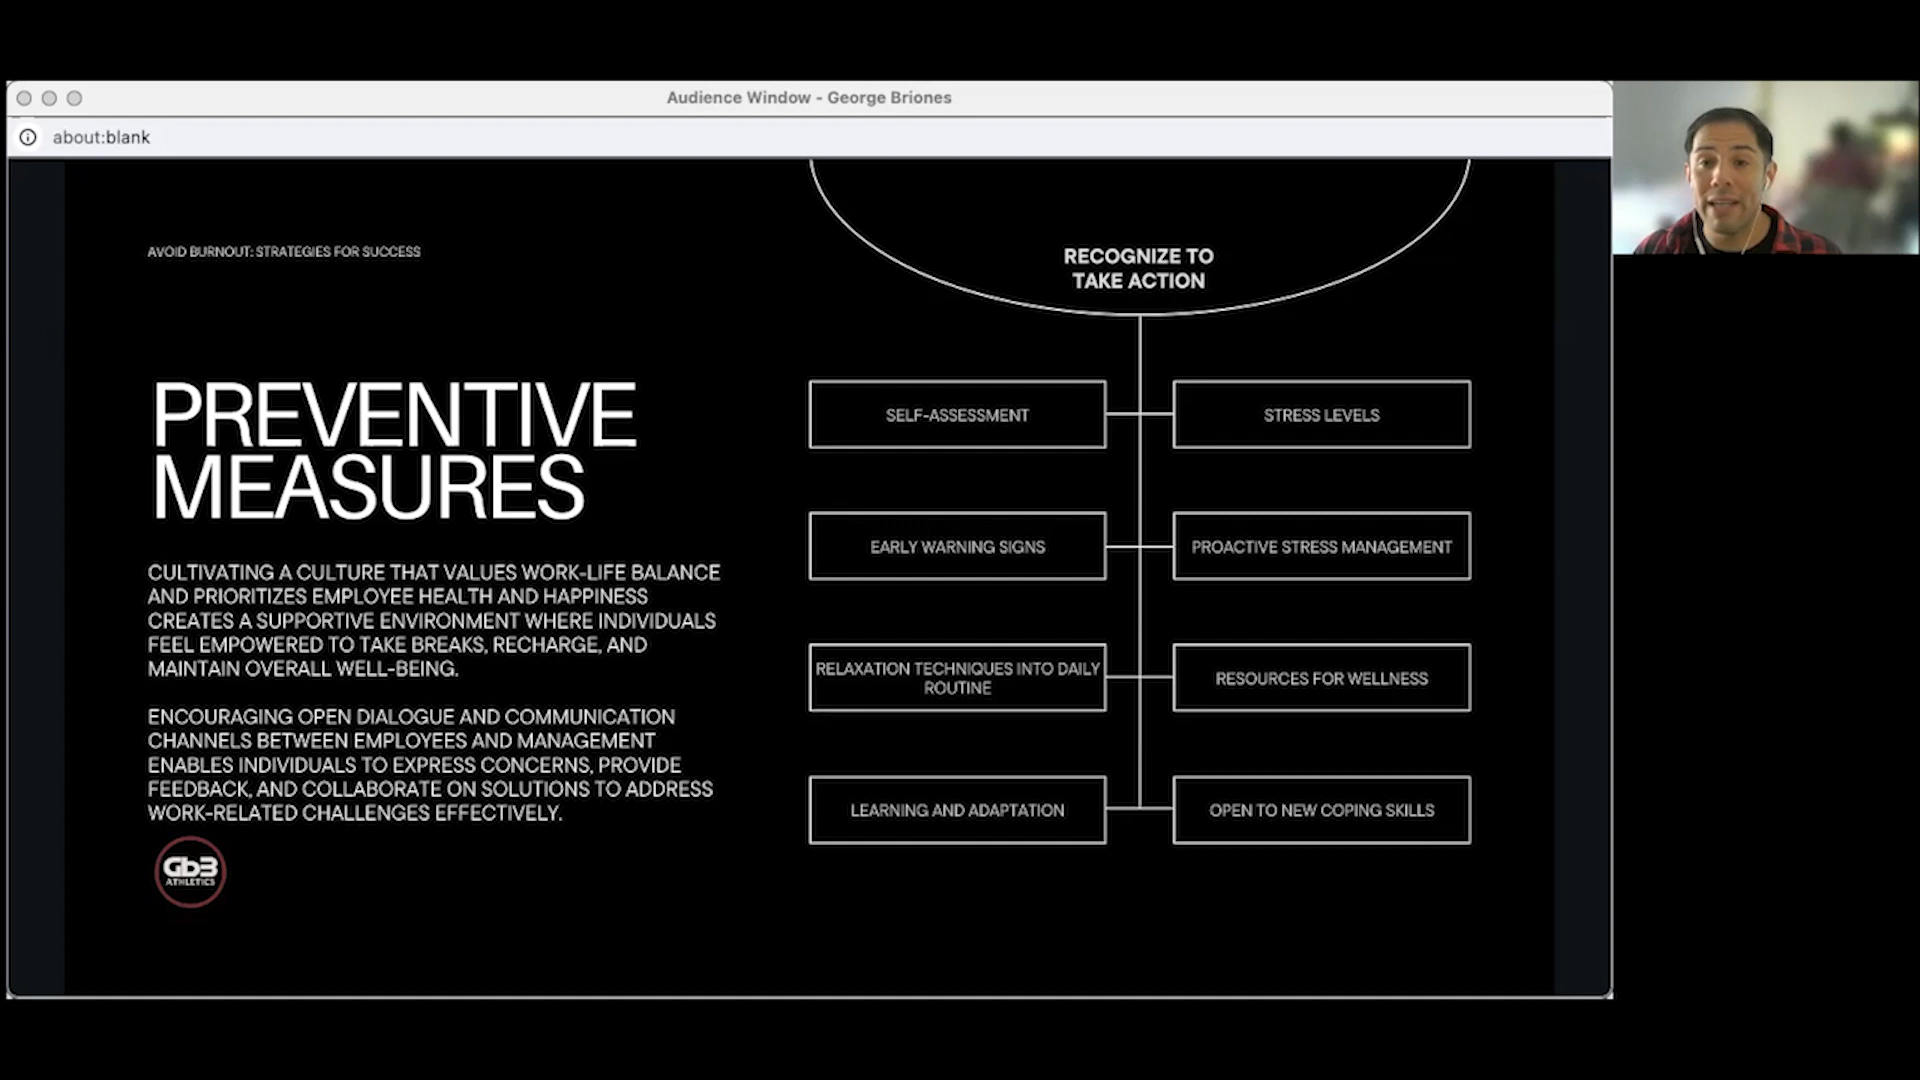 Audience Window - George Briones
about:blank
AVOID BURNOUT: STRATEGIES FOR SUCCESS
PREVENTIVE
MEASURES
CULTIVATING A CULTURE THAT VALUES WORK-LIFE BALANCE
AND PRIORITIZES EMPLOYEE HEALTH AND HAPPINESS
CREATES A SUPPORTIVE ENVIRONMENT WHERE INDIVIDUALS
FEEL EMPOWERED TO TAKE BREAKS, RECHARGE, AND
MAINTAIN OVERALL WELL-BEING.
ENCOURAGING OPEN DIALOGUE AND COMMUNICATION
CHANNELS BETWEEN EMPLOYEES AND MANAGEMENT
ENABLES INDIVIDUALS TO EXPRESS CONCERNS, PROVIDE
FEEDBACK, AND COLLABORATE ON SOLUTIONS TO ADDRESS
WORK-RELATED CHALLENGES EFFECTIVELY.
Gb3
ATHLETICS
RECOGNIZE TO
TAKE ACTION
SELF-ASSESSMENT
STRESS LEVELS
EARLY WARNING SIGNS
PROACTIVE STRESS MANAGEMENT
RELAXATION TECHNIQUES INTO DAILY
ROUTINE
RESOURCES FOR WELLNESS
LEARNING AND ADAPTATION
OPEN TO NEW COPING SKILLS